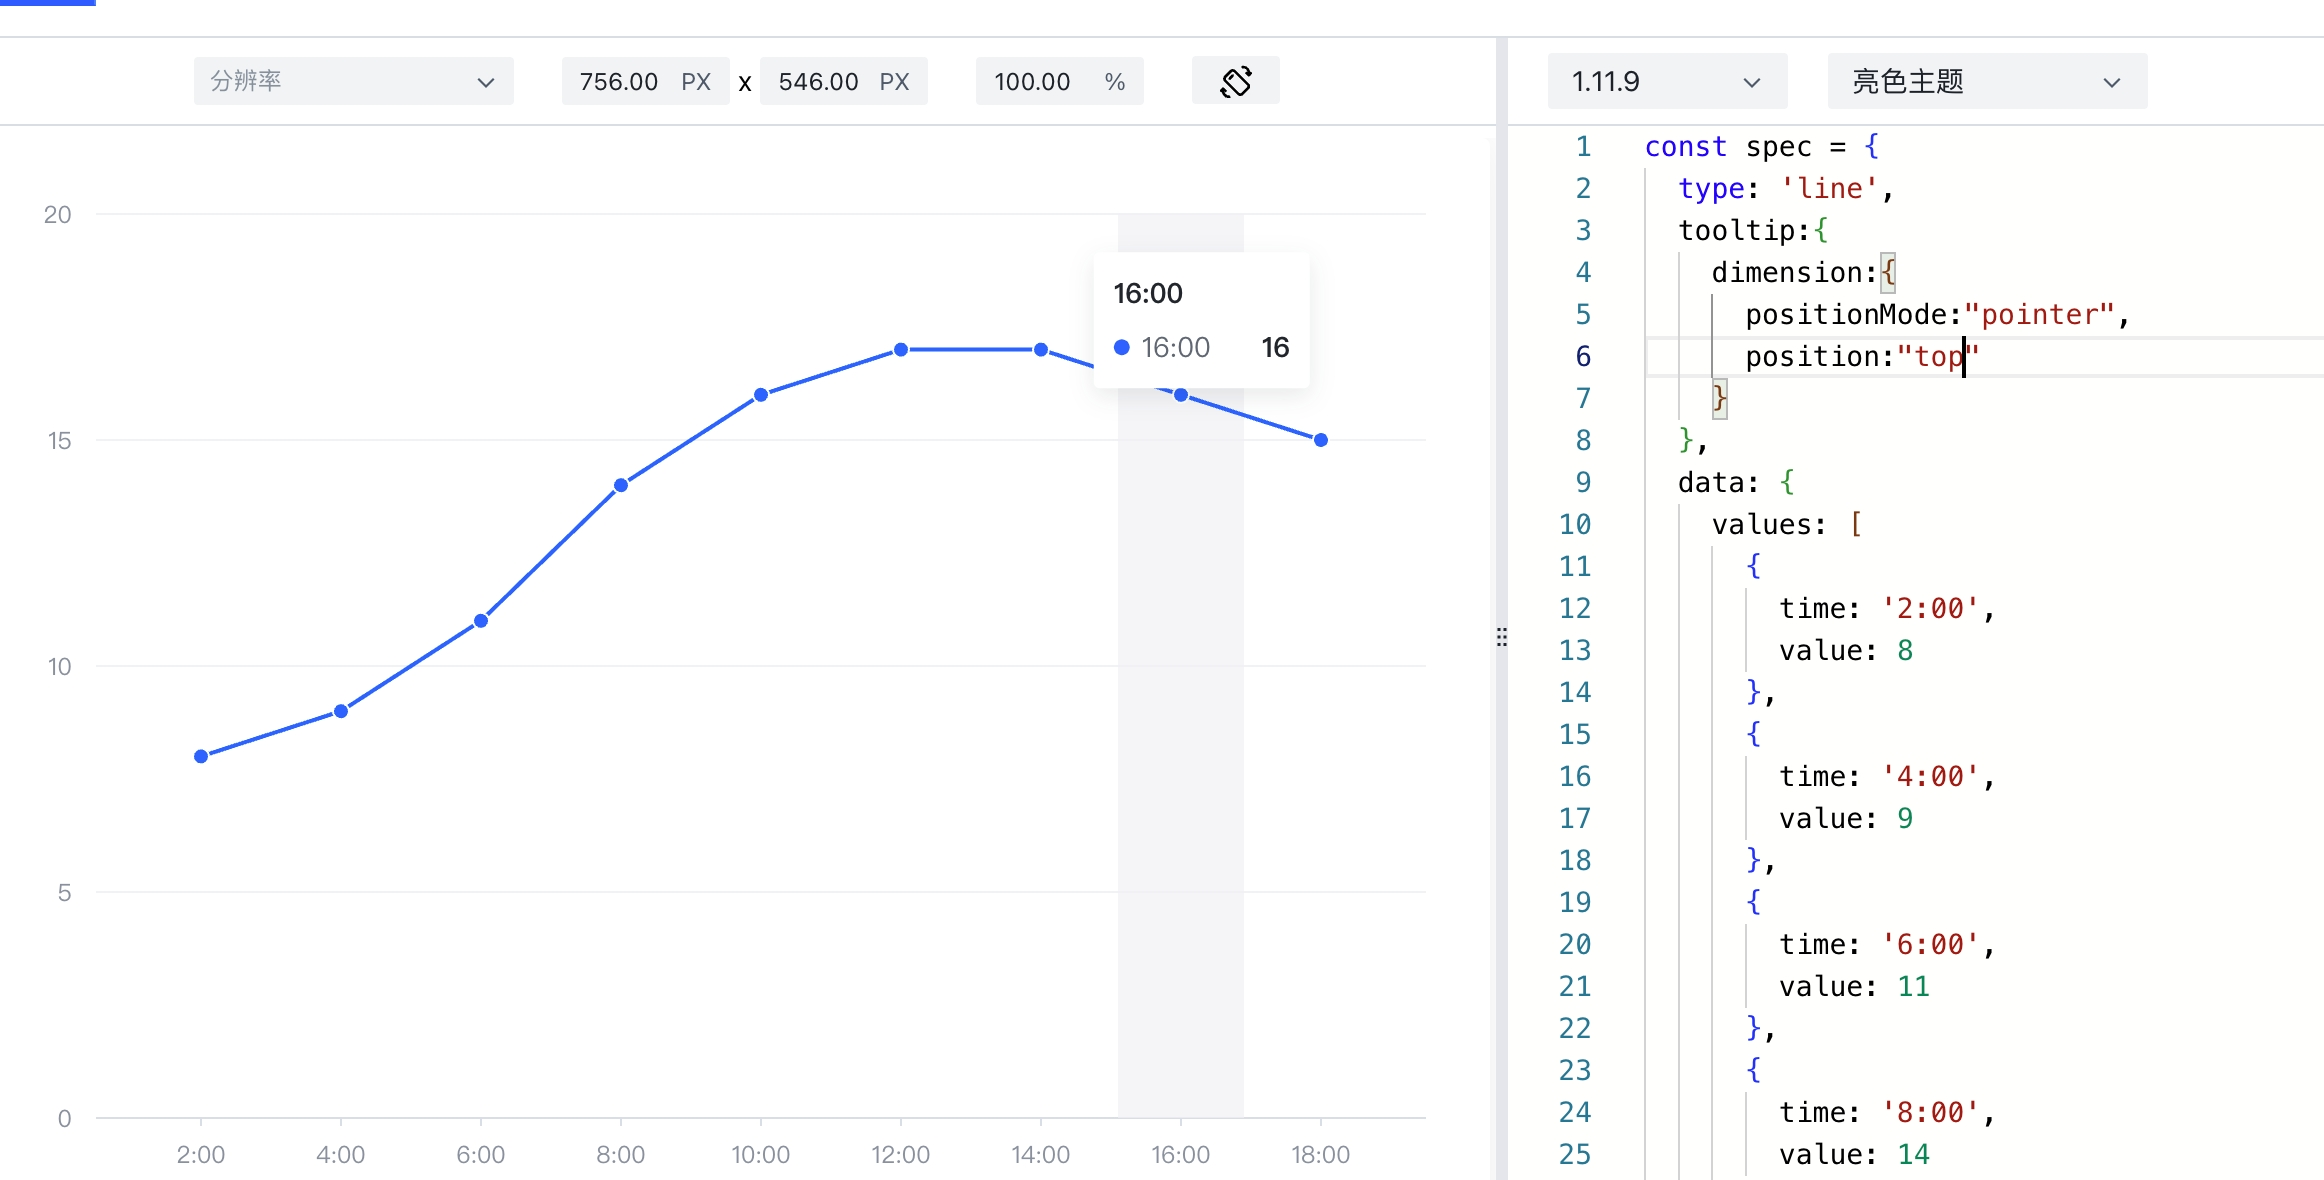 分辨率 756.00 PX x 546.00 PX 100.00 %
20
15
10
5
0
2:00 4:00 6:00 8:00 10:00 12:00 14:00 16:00 18:00
16:00
16:00 16
1.11.9 亮色主题
1 const spec = {
2 type: 'line',
3 tooltip:{
4 dimension:{
5 positionMode:"pointer",
6 position:"top"
7 }
8 },
9 data: {
10 values: [
11 {
12 time: '2:00',
13 value: 8
14 },
15 {
16 time: '4:00',
17 value: 9
18 },
19 {
20 time: '6:00',
21 value: 11
22 },
23 {
24 time: '8:00',
25 value: 14